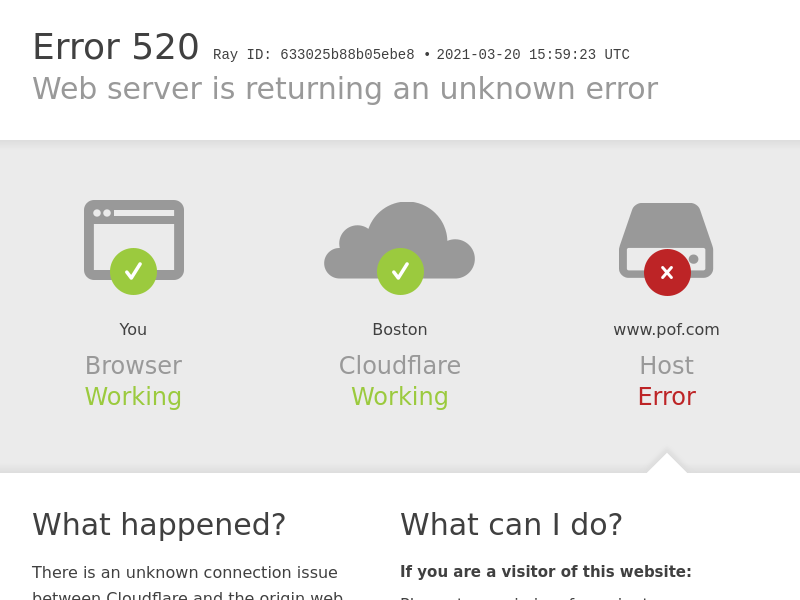 Error 520 Ray ID: 633025b88b05ebe8 • 2021-03-20 15:59:23 UTC
Web server is returning an unknown error
You
Browser
Working
Boston
Cloudflare
Working
www.pof.com
Host
Error
What happened?
There is an unknown connection issue
between Cloudflare and the origin web
What can I do?
If you are a visitor of this website: